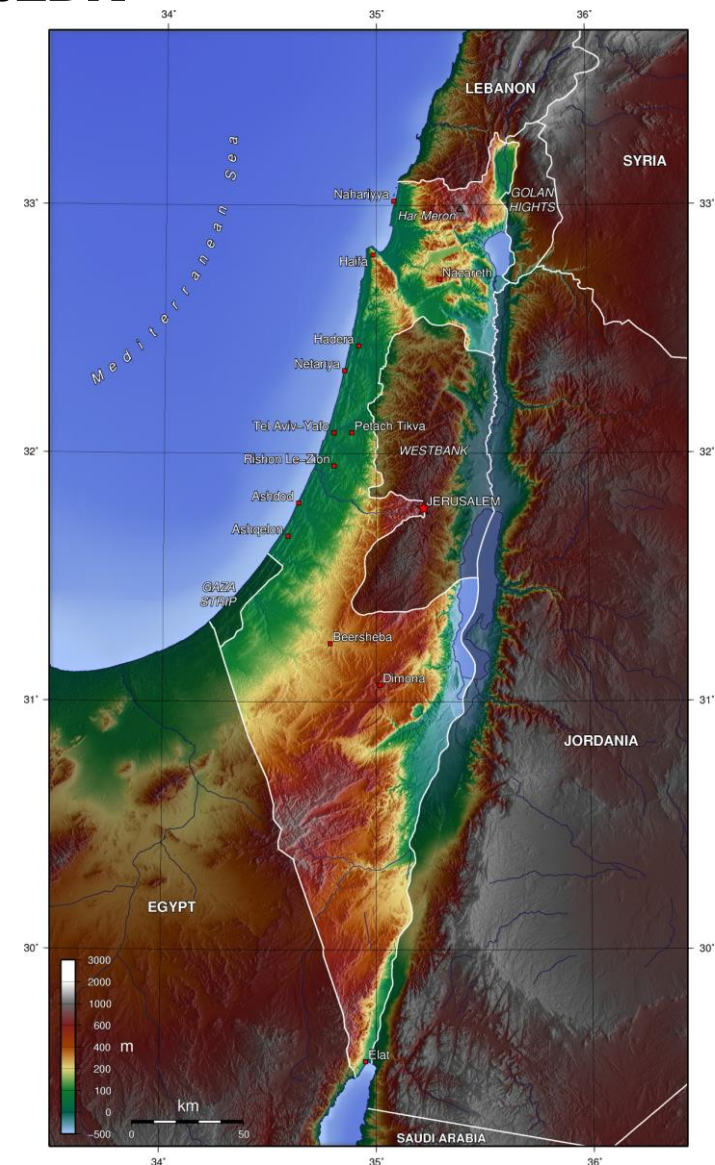 34°
35°
36°
LEBANON
SYRIA
Mediterranean Sea
33°
Nahariyya
GOLAN
HIGHTS
33°
Har Meron
Haifa
Nazareth
Hadera
Netanya
Tel Aviv-Yafo
Petach Tikva
32°
WESTBANK
32°
Rishon Le-Zion
Ashdod
JERUSALEM
Ashqelon
GAZA
STRIP
Beersheba
31°
Dimona
31°
JORDANIA
EGYPT
30°
30°
3000
2000
1000
600
400
m
200
100
0
-500
Elat
km
0
50
SAUDI ARABIA
34°
35°
36°